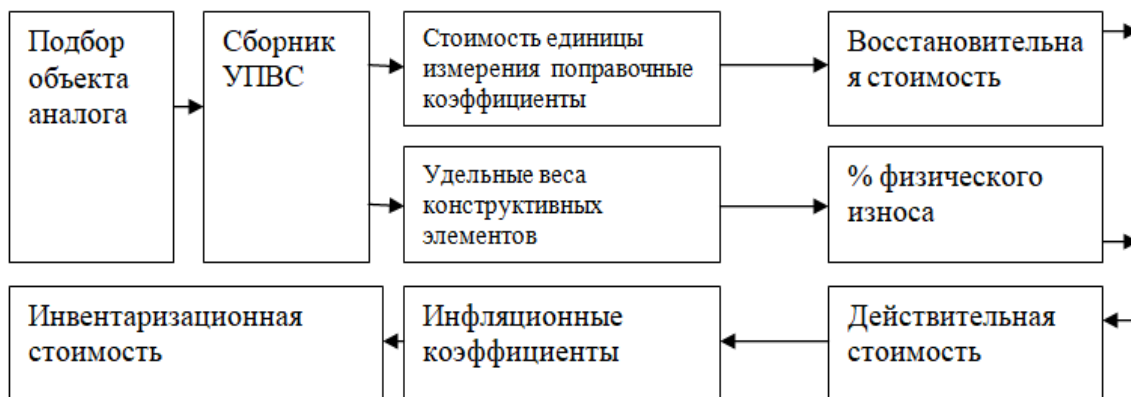 Подбор
объекта
аналога
Сборник
УПВС
Стоимость единицы
измерения поправочные
коэффициенты
Восстановительна
я стоимость
Удельные веса
конструктивных
элементов
% физического
износа
Инвентаризационная
стоимость
Инфляционные
коэффициенты
Действительная
стоимость